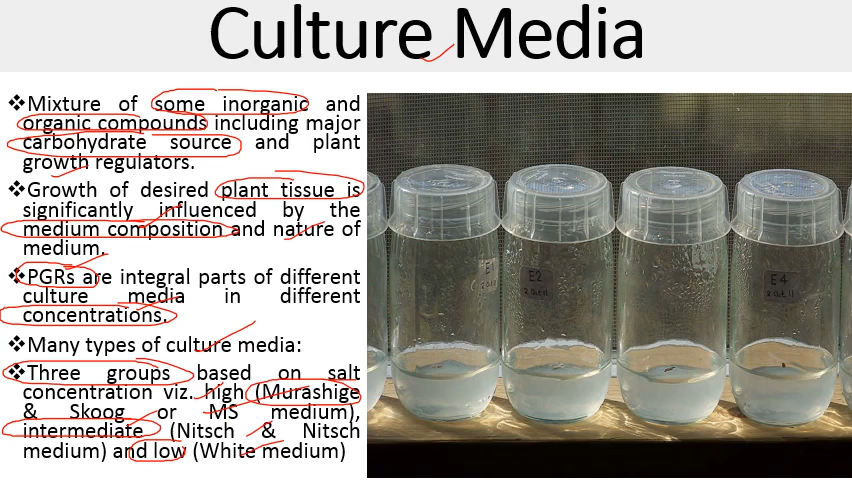 Culture Media
❖Mixture of some inorganic and
organic compounds including major
carbohydrate source and plant
growth regulators.
❖Growth of desired plant tissue is
significantly influenced by the
medium composition and nature of
medium.
❖PGRs are integral parts of different
culture media in different
concentrations.
❖Many types of culture media:
❖Three groups based on salt
concentration viz. high (Murashige
& Skoog or MS medium),
intermediate (Nitsch & Nitsch
medium) and low (White medium)
E1
E2
E4